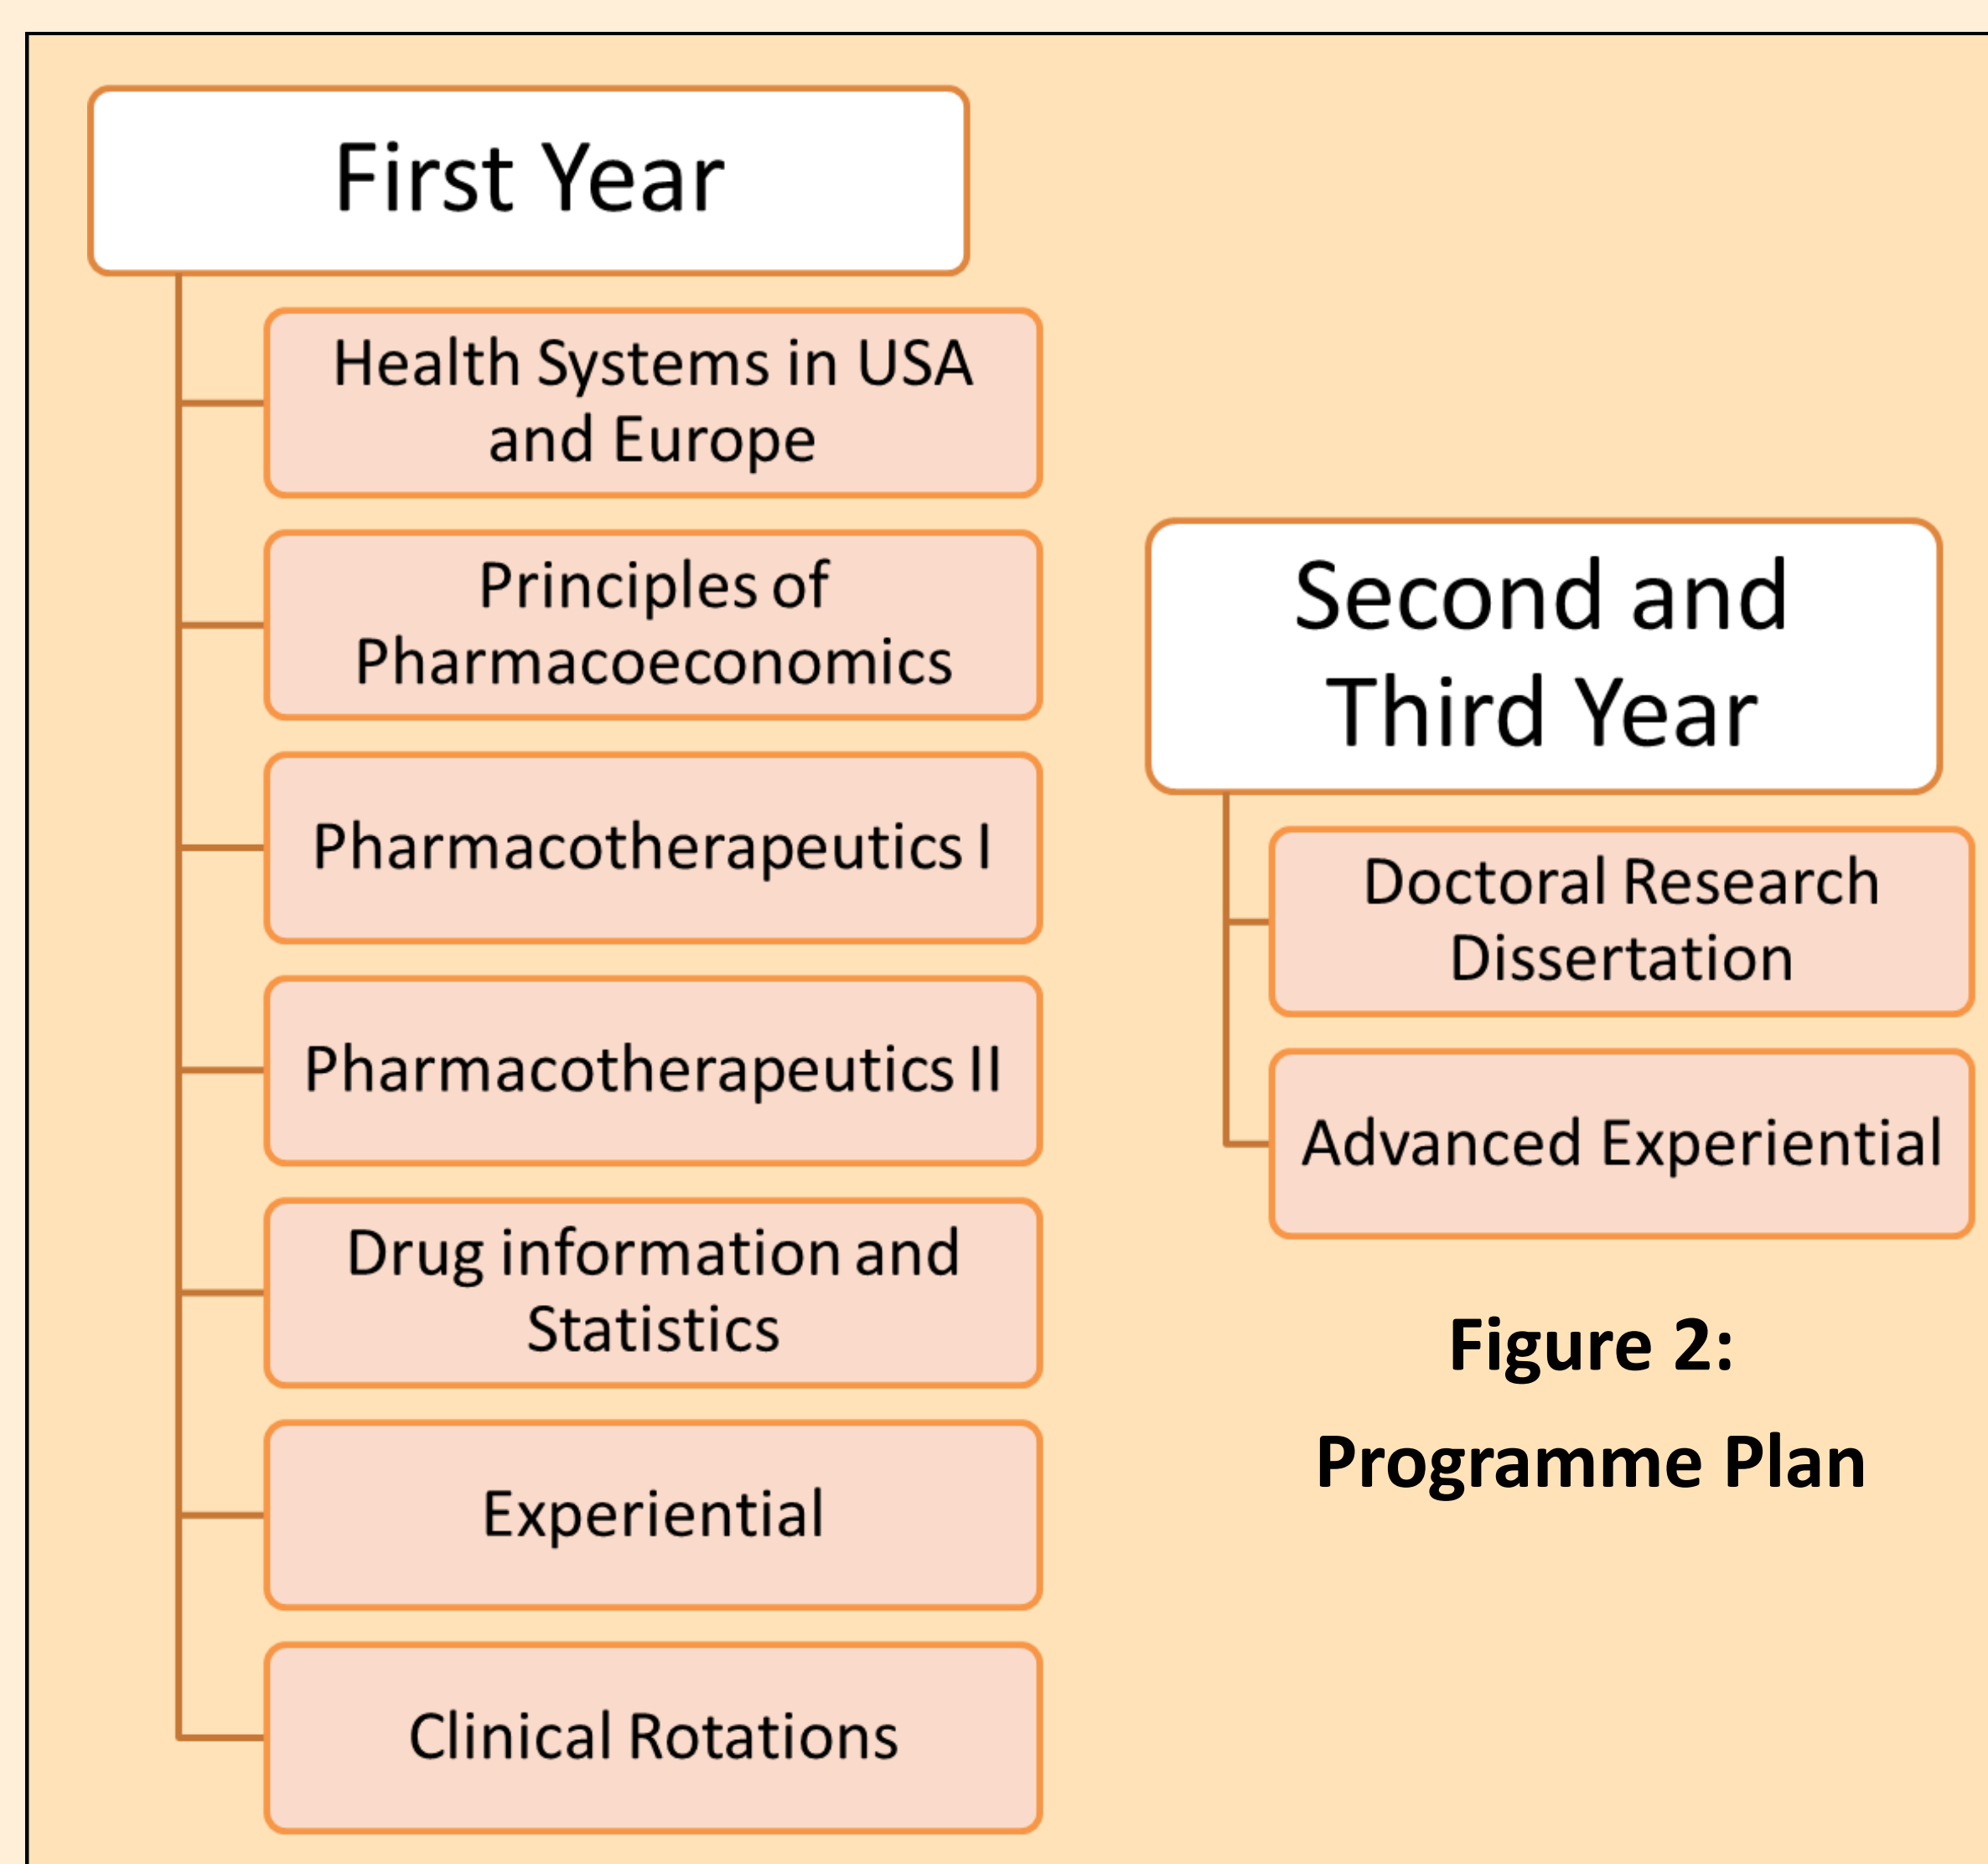 First Year
Health Systems in USA
and Europe
Principles of
Pharmacoeconomics
Pharmacotherapeutics I
Pharmacotherapeutics II
Drug information and
Statistics
Experiential
Clinical Rotations
Second and
Third Year
Doctoral Research
Dissertation
Advanced Experiential
Figure 2:
Programme Plan